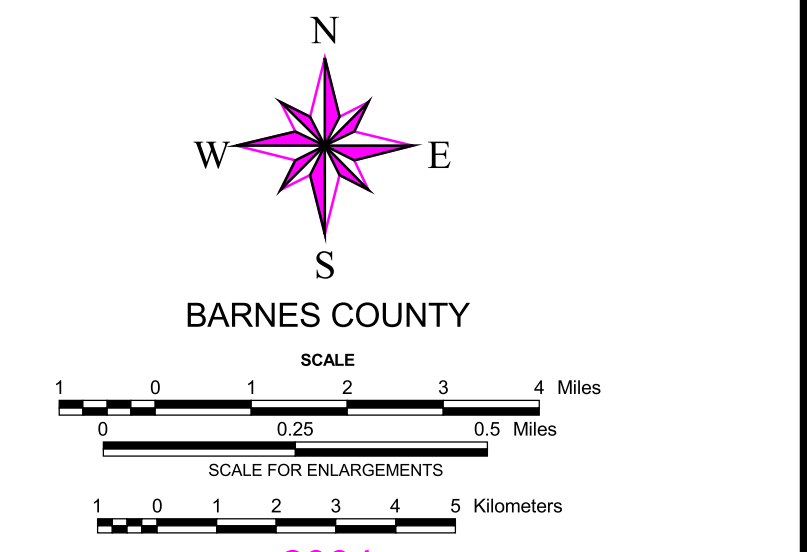 N
W E
S
BARNES COUNTY
SCALE
1 0 1 2 3 4 Miles
0 0.25 0.5 Miles
SCALE FOR ENLARGEMENTS
1 0 1 2 3 4 5 Kilometers